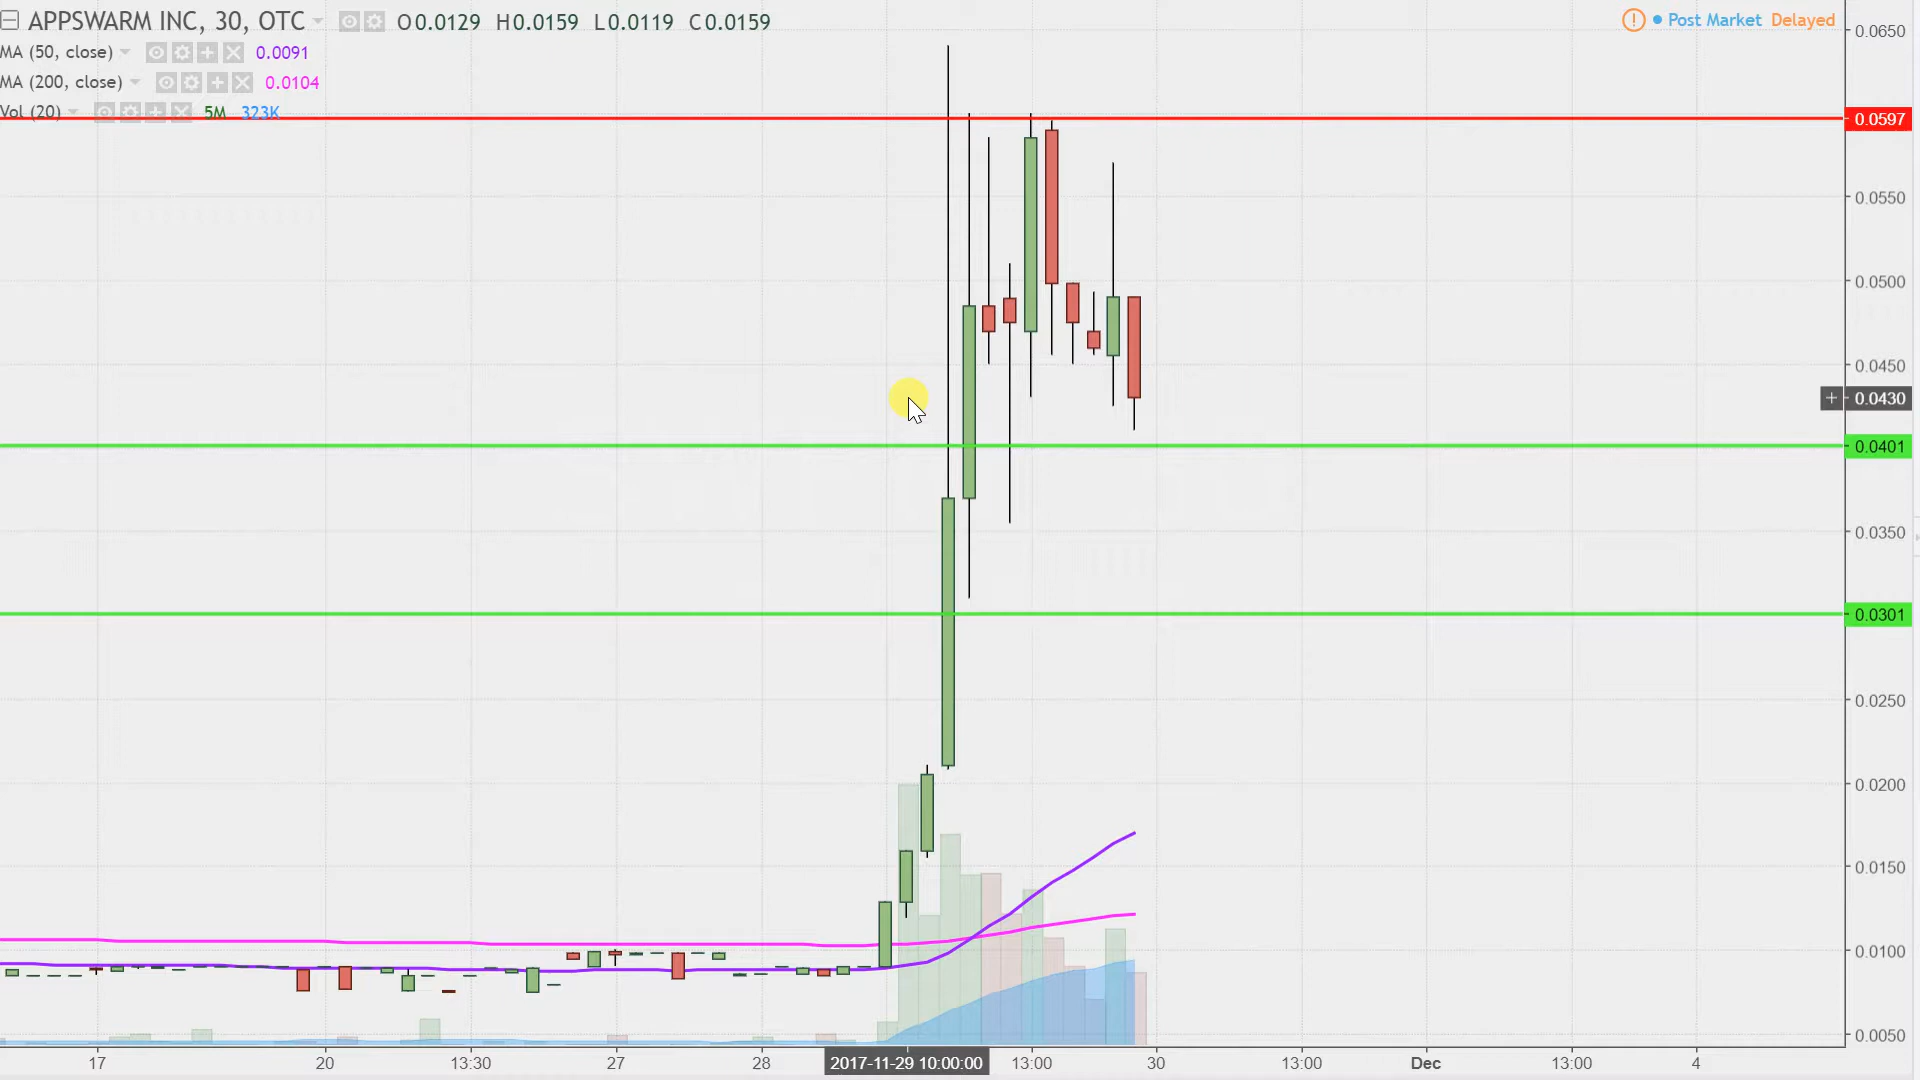 APPSWARM INC, 30, OTC O0.0129 H0.0159 L0.0119 C0.0159
MA (50, close) 0.0091
MA (200, close) 0.0104
Vol (20) 5M 323K
Post Market Delayed
0.0650
0.0597
0.0550
0.0500
0.0450
0.0430
0.0401
0.0350
0.0301
0.0250
0.0200
0.0150
0.0100
0.0050
17 20 13:30 27 28 2017-11-29 10:00:00 13:00 30 13:00 Dec 13:00 4